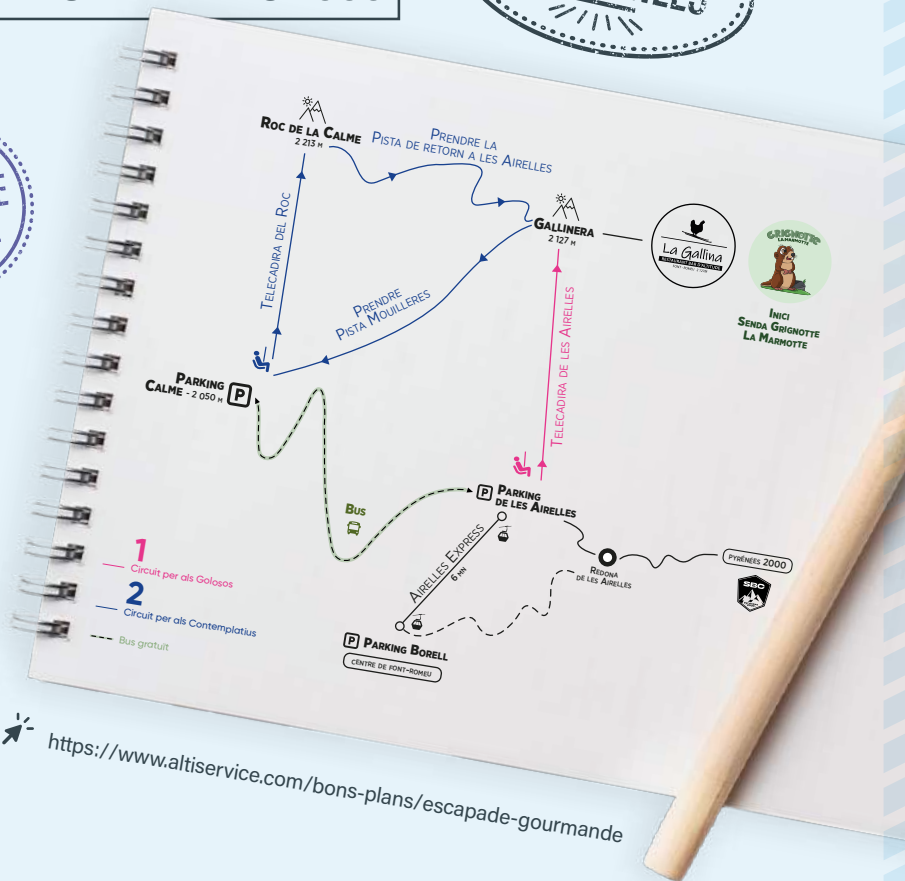 Roc de la Calme
2 213 m
Prendre la
Pista de retorn a les Airelles
Telecadira del Roc
Gallinera
2 127 m
La Gallina
Grignotte
la marmotte
Inici
Senda Grignotte
La Marmotte
Prendre
Pista Mouilleres
Telecadira de les Airelles
Parking
Calme - 2 050 m
P
Bus
P
Parking
de les Airelles
Airelles Express
6 mn
Redona
de les Airelles
Pyrénées 2000
SBC
P
Parking Borell
centre de Font-Romeu
1
Circuit per als Golosos
2
Circuit per als Contemplatius
Bus gratuit
https://www.altiservice.com/bons-plans/escapade-gourmande